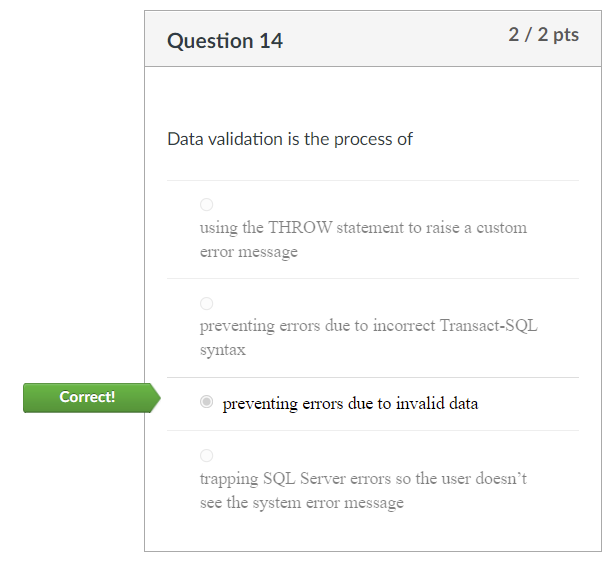 Question 14
2 / 2 pts
Data validation is the process of
using the THROW statement to raise a custom
error message
preventing errors due to incorrect Transact-SQL
syntax
Correct!
preventing errors due to invalid data
trapping SQL Server errors so the user doesn’t
see the system error message